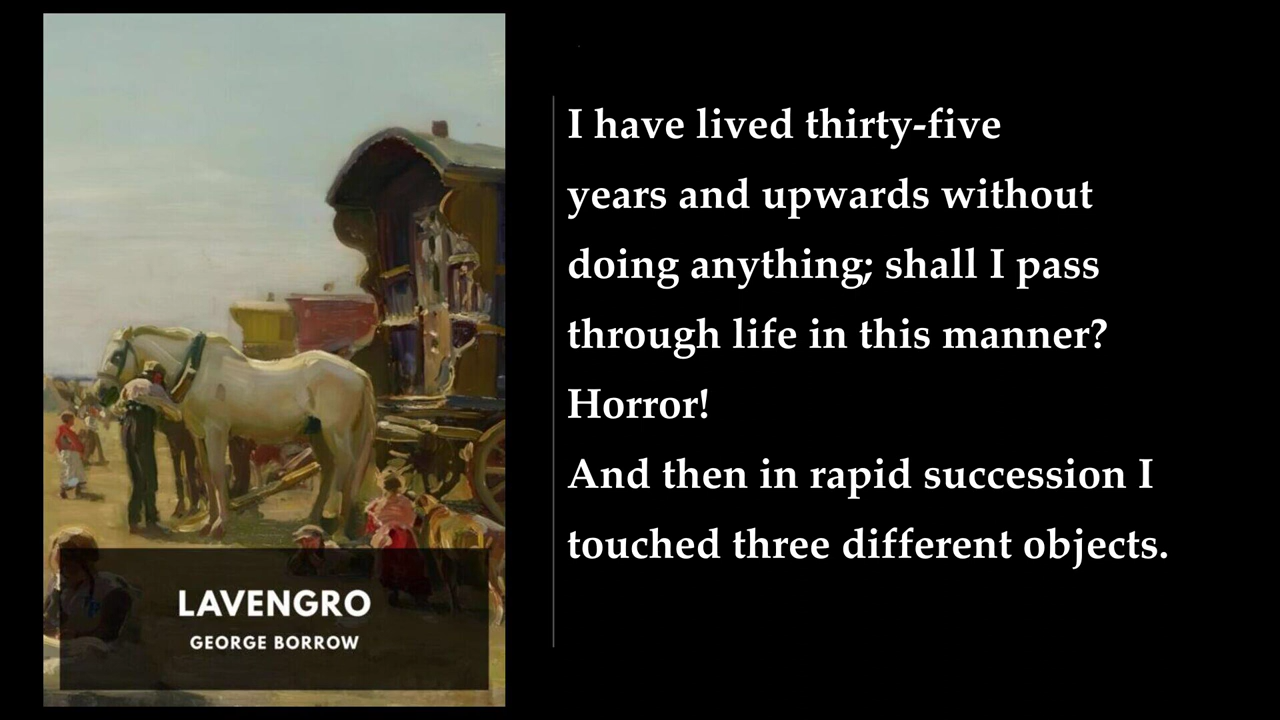 LAVENGRO
GEORGE BORROW
I have lived thirty-five
years and upwards without
doing anything; shall I pass
through life in this manner?
Horror!
And then in rapid succession I
touched three different objects.